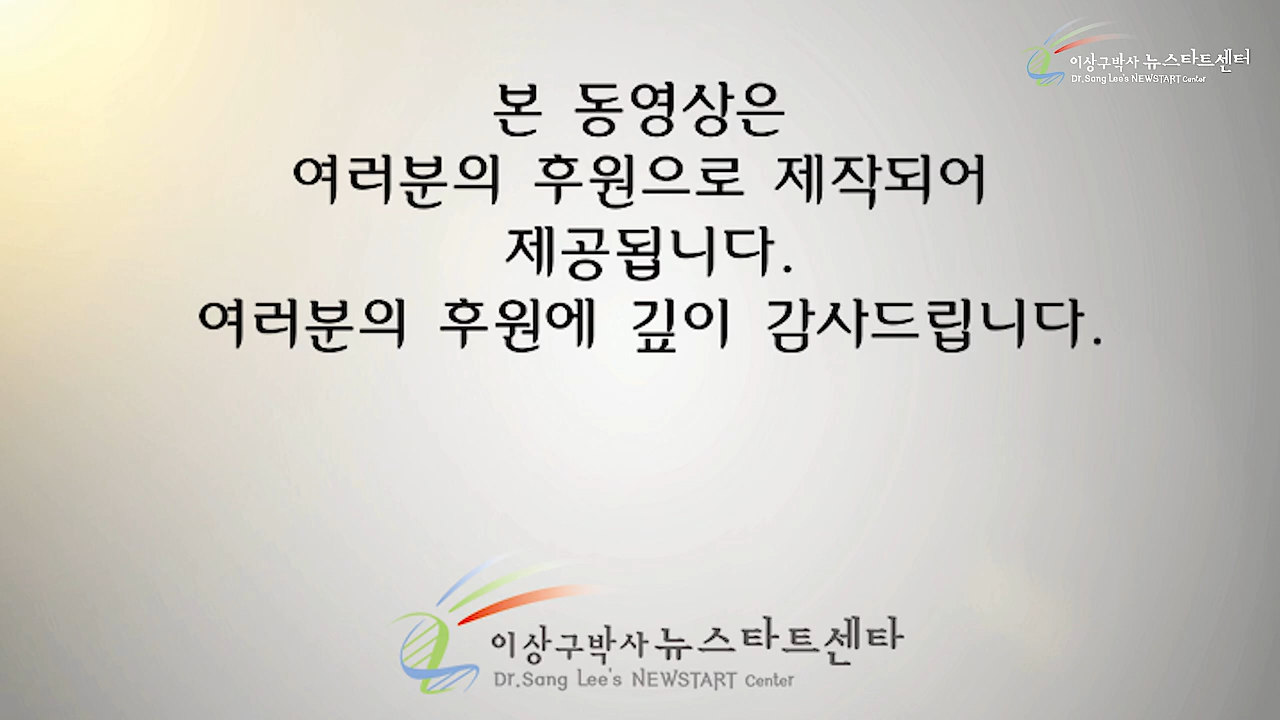 이상구박사 뉴스타트센터
Dr.Sang Lee's NEWSTART Center
본 동영상은
여러분의 후원으로 제작되어
제공됩니다.
여러분의 후원에 깊이 감사드립니다.
이상구박사 뉴스타트센타
Dr.Sang Lee's NEWSTART Center